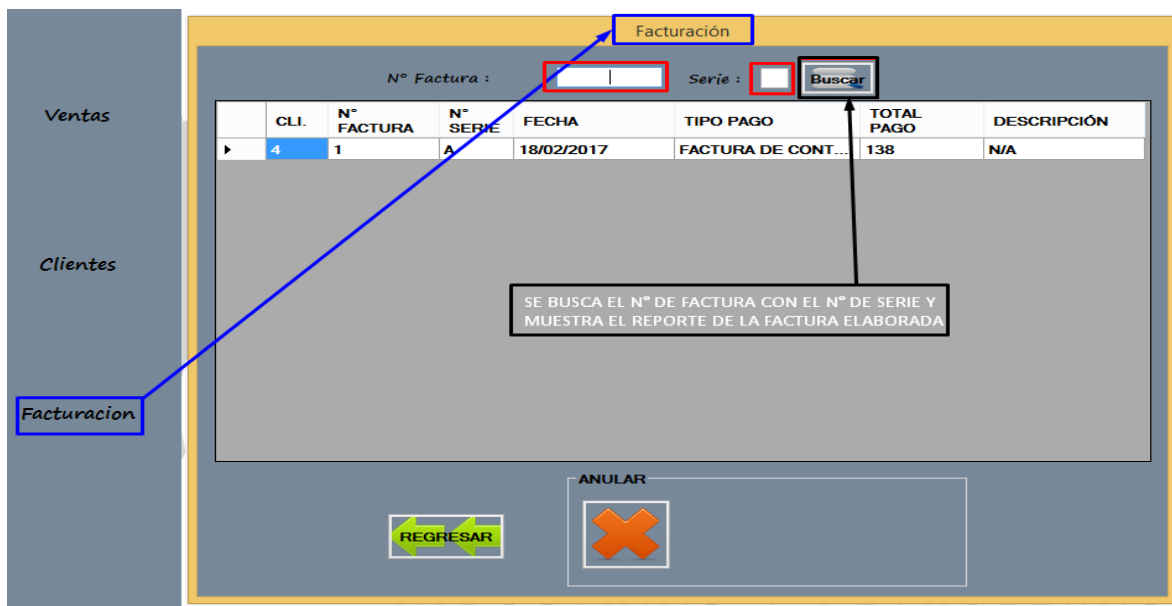 Facturación
N° Factura :
Serie :
Buscar
Ventas
CLI.
N° FACTURA
N° SERIE
FECHA
TIPO PAGO
TOTAL PAGO
DESCRIPCIÓN
4
1
A
18/02/2017
FACTURA DE CONT...
138
N/A
Clientes
SE BUSCA EL N° DE FACTURA CON EL N° DE SERIE Y
MUESTRA EL REPORTE DE LA FACTURA ELABORADA
Facturacion
ANULAR
REGRESAR